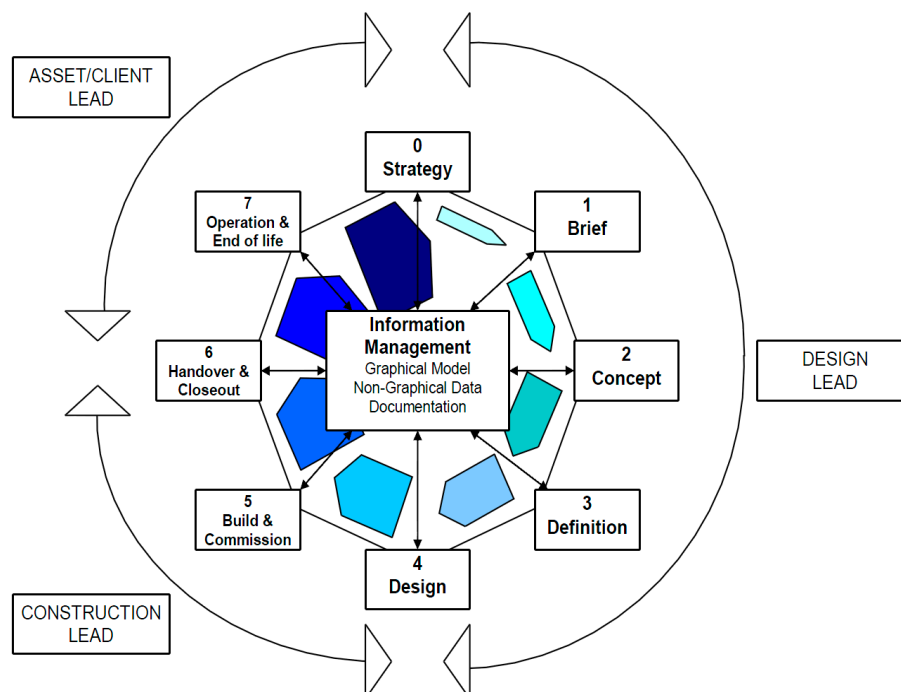 ASSET/CLIENT
LEAD
0
Strategy
7
Operation &
End of life
1
Brief
Information
Management
Graphical Model
Non-Graphical Data
Documentation
6
Handover &
Closeout
2
Concept
DESIGN
LEAD
5
Build &
Commission
3
Definition
4
Design
CONSTRUCTION
LEAD